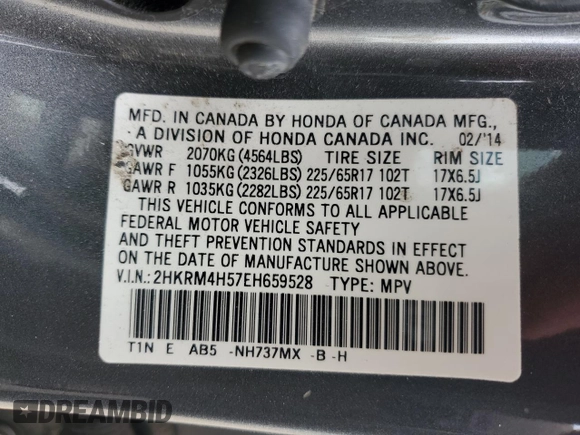 MFD. IN CANADA BY HONDA OF CANADA MFG.,
A DIVISION OF HONDA CANADA INC. 02/'14
GVWR 2070KG(4564LBS) TIRE SIZE RIM SIZE
GAWR F 1055KG(2326LBS) 225/65R17 102T 17X6.5J
GAWR R 1035KG(2282LBS) 225/65R17 102T 17X6.5J
THIS VEHICLE CONFORMS TO ALL APPLICABLE
FEDERAL MOTOR VEHICLE SAFETY
AND THEFT PREVENTION STANDARDS IN EFFECT
ON THE DATE OF MANUFACTURE SHOWN ABOVE.
V.I.N.:2HKRM4H57EH659528 TYPE: MPV
T1N E AB5 -NH737MX -B -H
DREAMBID